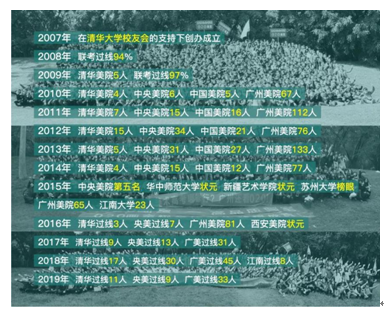 2007年 在清华大学校友会的支持下创办成立
2008年 联考过线94%
2009年 清华美院5人 联考过线97%
2010年 清华美院4人 中央美院6人 中国美院5人 广州美院67人
2011年 清华美院7人 中央美院15人 中国美院16人 广州美院112人
2012年 清华美院15人 中央美院34人 中国美院21人 广州美院76人
2013年 清华美院5人 中央美院31人 中国美院27人 广州美院133人
2014年 清华美院4人 中央美院15人 中国美院12人 广州美院77人
2015年 中央美院第五名 华中师范大学状元 新疆艺术学院状元 苏州大学榜眼
广州美院65人 江南大学23人
2016年 清华过线3人 央美过线7人 广州美院81人 西安美院状元
2017年 清华过线9人 央美过线13人 广美过线31人
2018年 清华过线17人 央美过线30人 广美过线45人 江南过线8人
2019年 清华过线11人 央美过线9人 广美过线33人